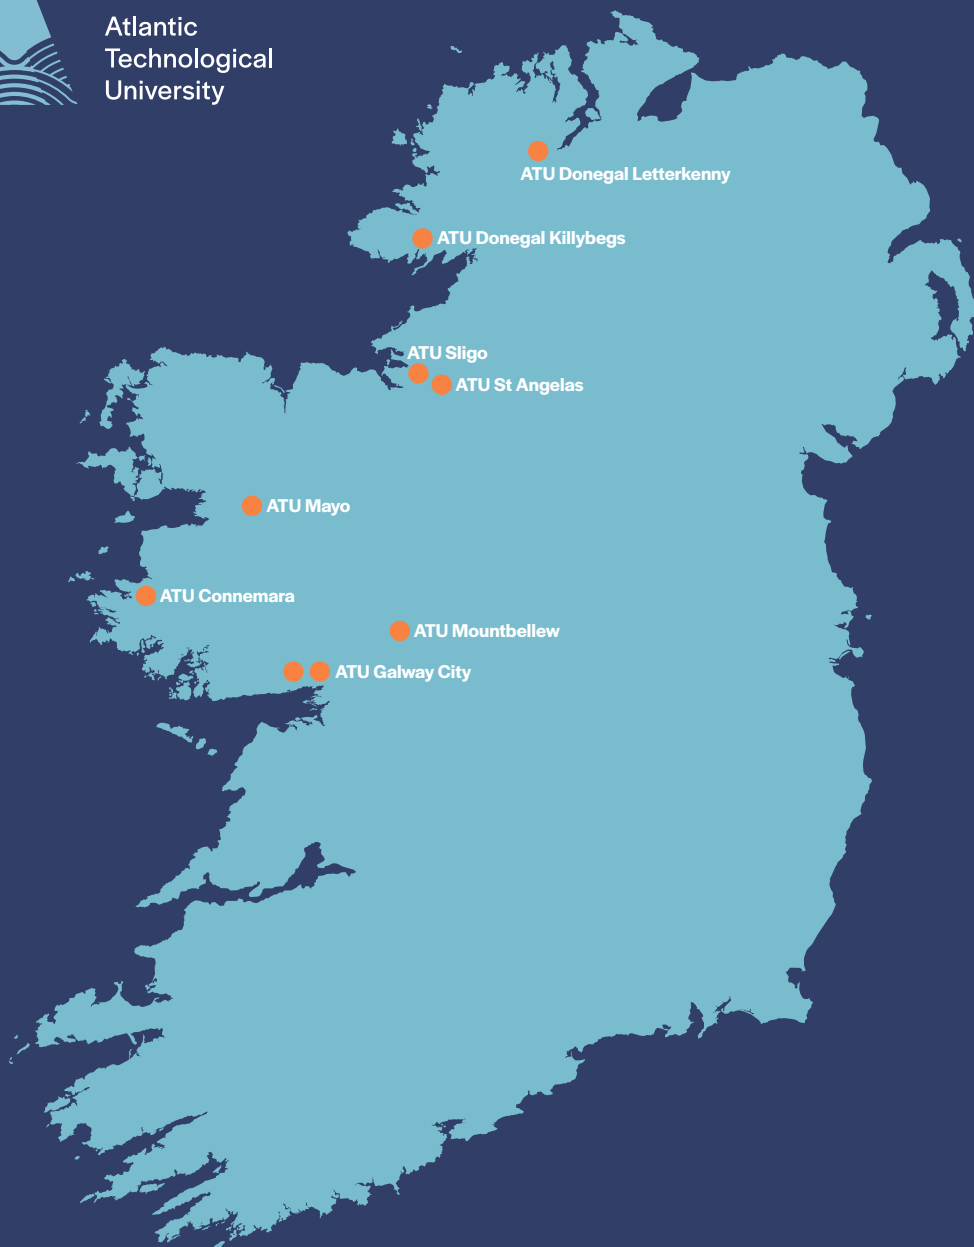 Atlantic
Technological
University
ATU Donegal Letterkenny
ATU Donegal Killybegs
ATU Sligo
ATU St Angelas
ATU Mayo
ATU Connemara
ATU Mountbellew
ATU Galway City